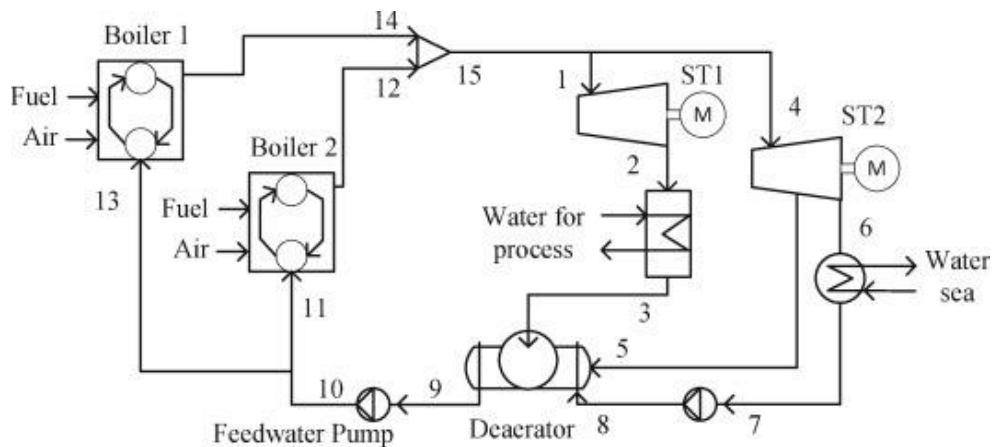 14
Boiler 1
15
12
1
ST1
M
Fuel
Air
4
ST2
M
Boiler 2
2
13
Fuel
Air
Water for
process
6
Water
sea
11
3
5
10
9
8
7
Feedwater Pump
Deaerator